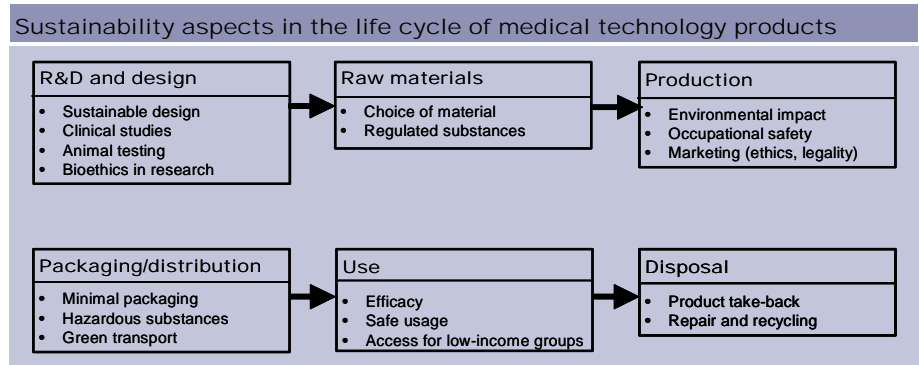 Sustainability aspects in the life cycle of medical technology products
R&D and design
• Sustainable design
• Clinical studies
• Animal testing
• Bioethics in research
Raw materials
• Choice of material
• Regulated substances
Production
• Environmental impact
• Occupational safety
• Marketing (ethics, legality)
Packaging/distribution
• Minimal packaging
• Hazardous substances
• Green transport
Use
• Efficacy
• Safe usage
• Access for low-income groups
Disposal
• Product take-back
• Repair and recycling